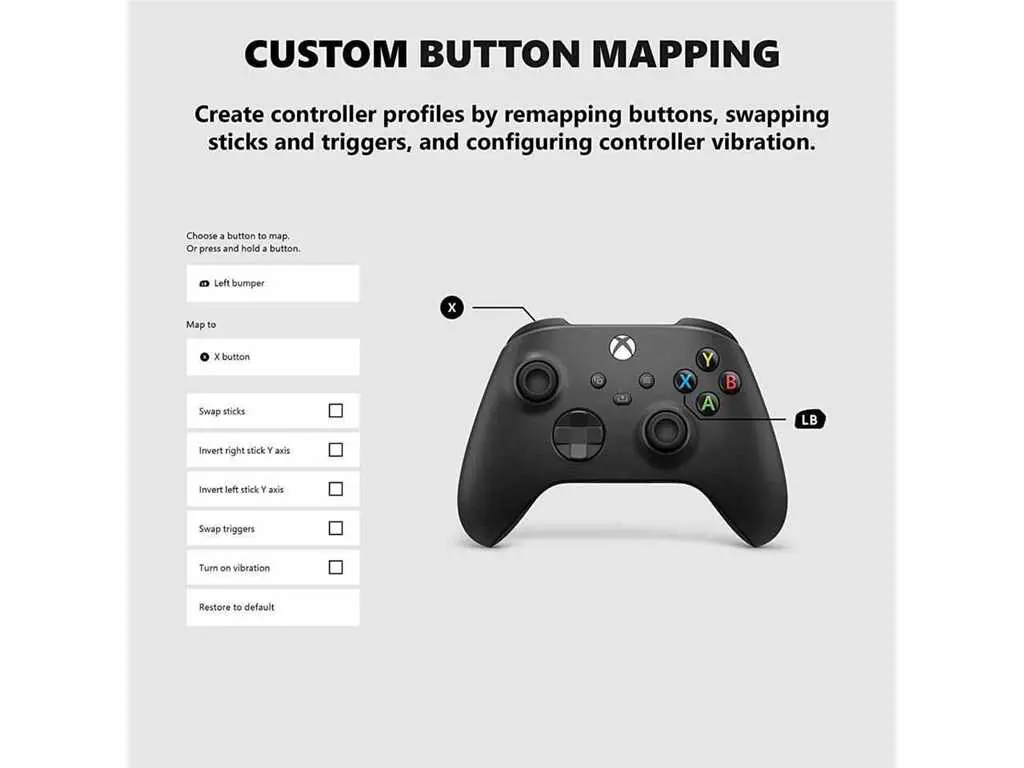 CUSTOM BUTTON MAPPING
Create controller profiles by remapping buttons, swapping
sticks and triggers, and configuring controller vibration.
Choose a button to map.
Or press and hold a button.
Left bumper
Map to
X
X button
Swap sticks
Invert right stick Y axis
Invert left stick Y axis
Swap triggers
Turn on vibration
Restore to default
X
Y
X
B
A
LB